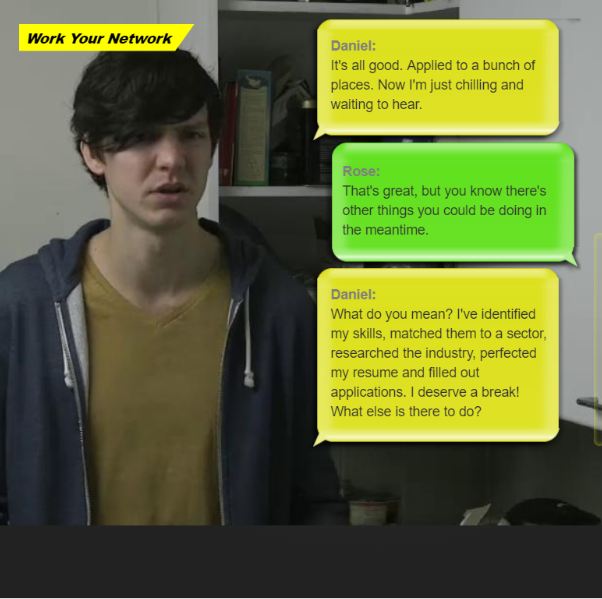 Work Your Network
Daniel:
It's all good. Applied to a bunch of
places. Now I'm just chilling and
waiting to hear.
Rose:
That's great, but you know there's
other things you could be doing in
the meantime.
Daniel:
What do you mean? I've identified
my skills, matched them to a sector,
researched the industry, perfected
my resume and filled out
applications. I deserve a break!
What else is there to do?